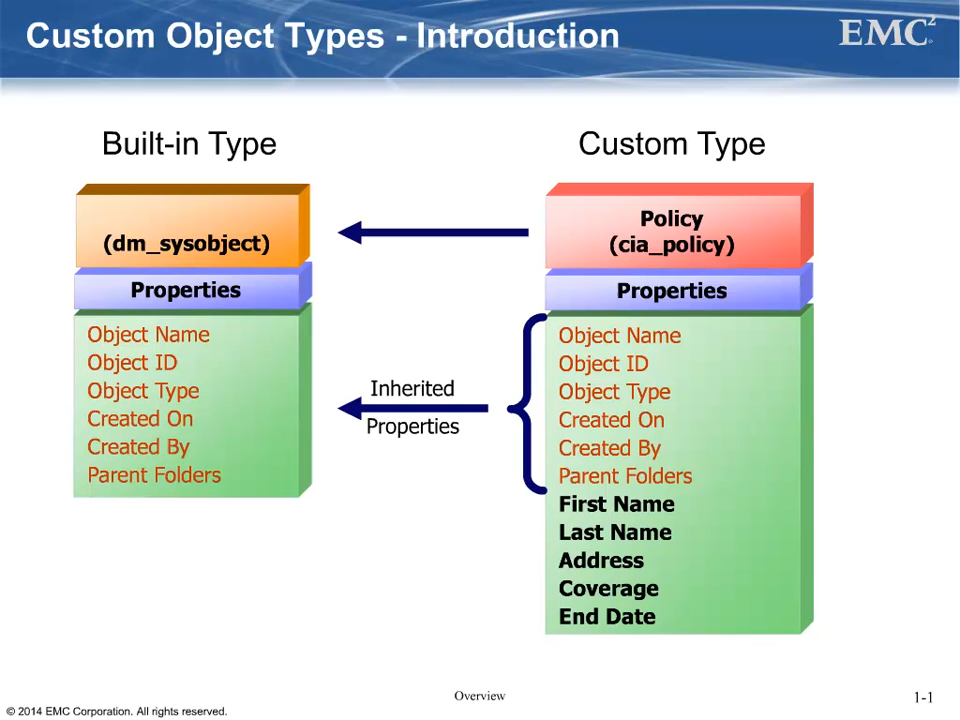 Custom Object Types - Introduction
EMC²
Built-in Type
Custom Type
(dm_sysobject)
Properties
Object Name
Object ID
Object Type
Created On
Created By
Parent Folders
Inherited
Properties
Policy
(cia_policy)
Properties
Object Name
Object ID
Object Type
Created On
Created By
Parent Folders
First Name
Last Name
Address
Coverage
End Date
Overview
1-1
© 2014 EMC Corporation. All rights reserved.